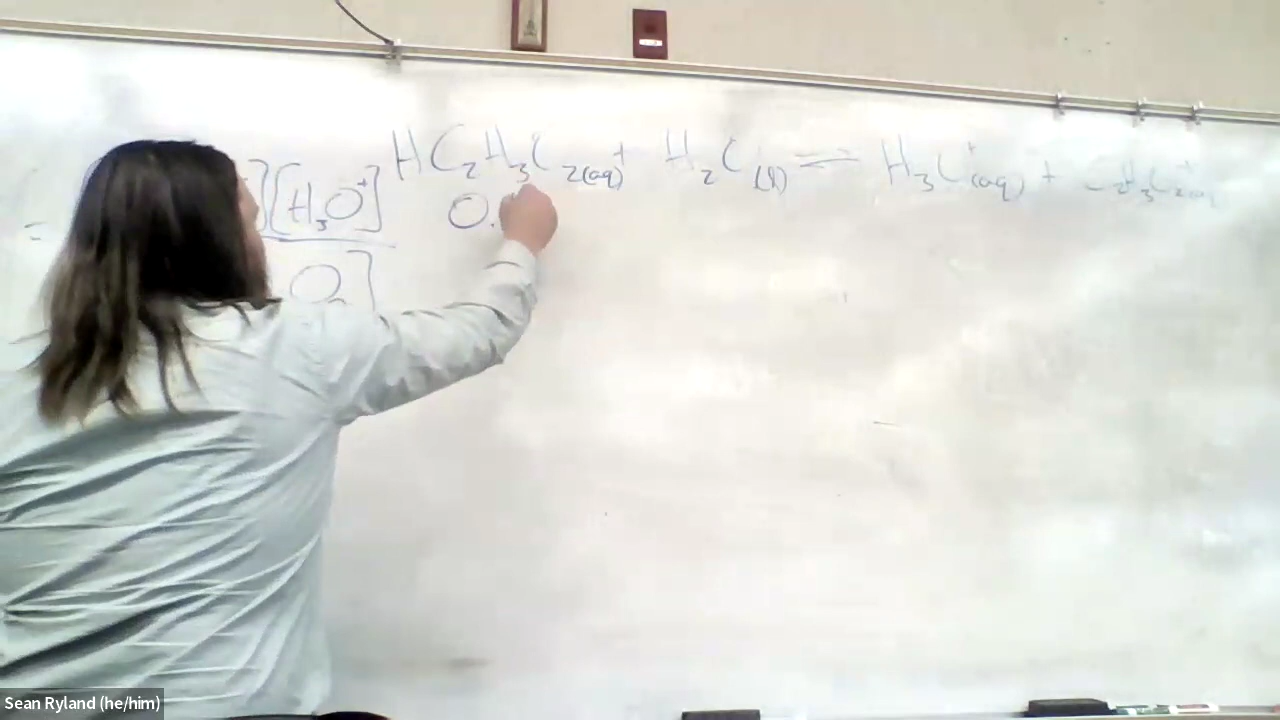 HC₂H₃O₂(aq) + H₂O(l) ⇌ H₃O⁺(aq) + C₂H₃O₂(aq)
= ][H₃O⁺] 0.
O₂]
Sean Ryland (he/him)